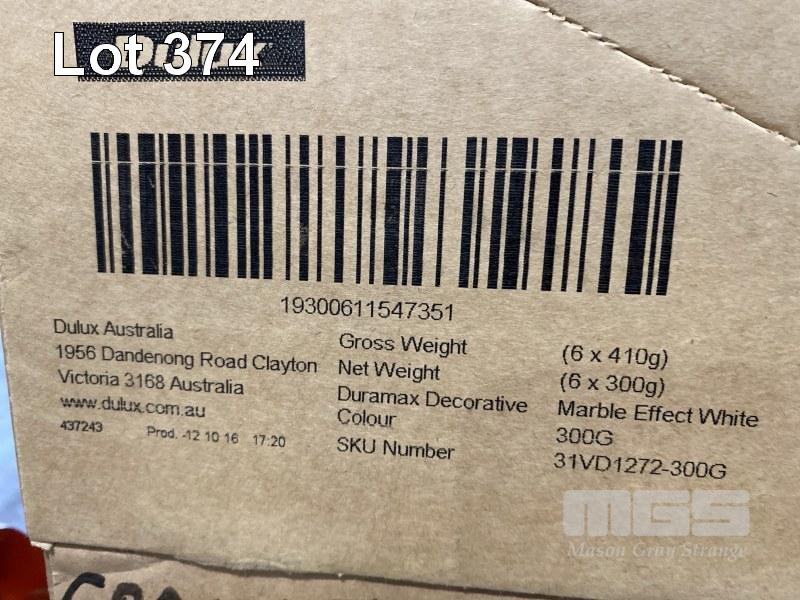 Lot 374
Dulux
19300611547351
Dulux Australia
1956 Dandenong Road Clayton
Victoria 3168 Australia
www.dulux.com.au
437243 Prod. -12 10 16 17:20
Gross Weight (6 x 410g)
Net Weight (6 x 300g)
Duramax Decorative Marble Effect White
Colour 300G
SKU Number 31VD1272-300G
MGS
Mason Gray Strange